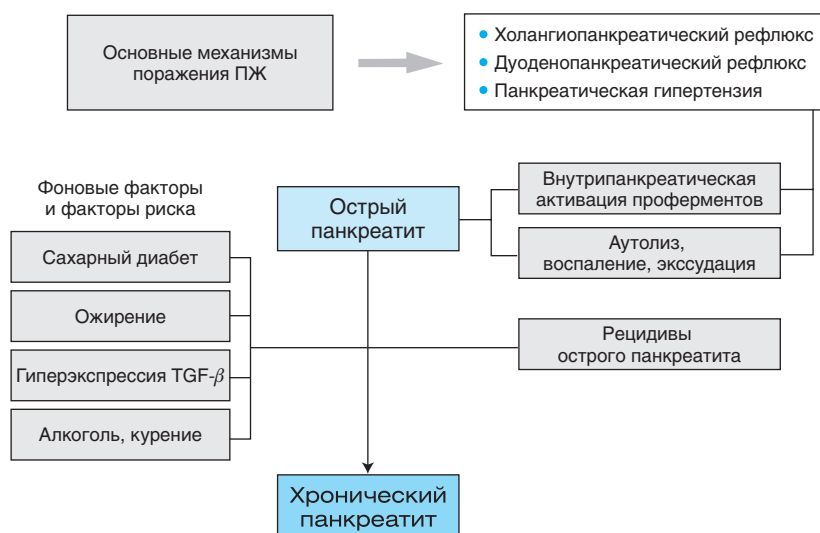 Основные механизмы
поражения ПЖ
• Холангиопанкреатический рефлюкс
• Дуоденопанкреатический рефлюкс
• Панкреатическая гипертензия
Фоновые факторы
и факторы риска
Сахарный диабет
Ожирение
Гиперэкспрессия TGF-β
Алкоголь, курение
Острый
панкреатит
Внутрипанкреатическая
активация проферментов
Аутолиз,
воспаление, экссудация
Рецидивы
острого панкреатита
Хронический
панкреатит